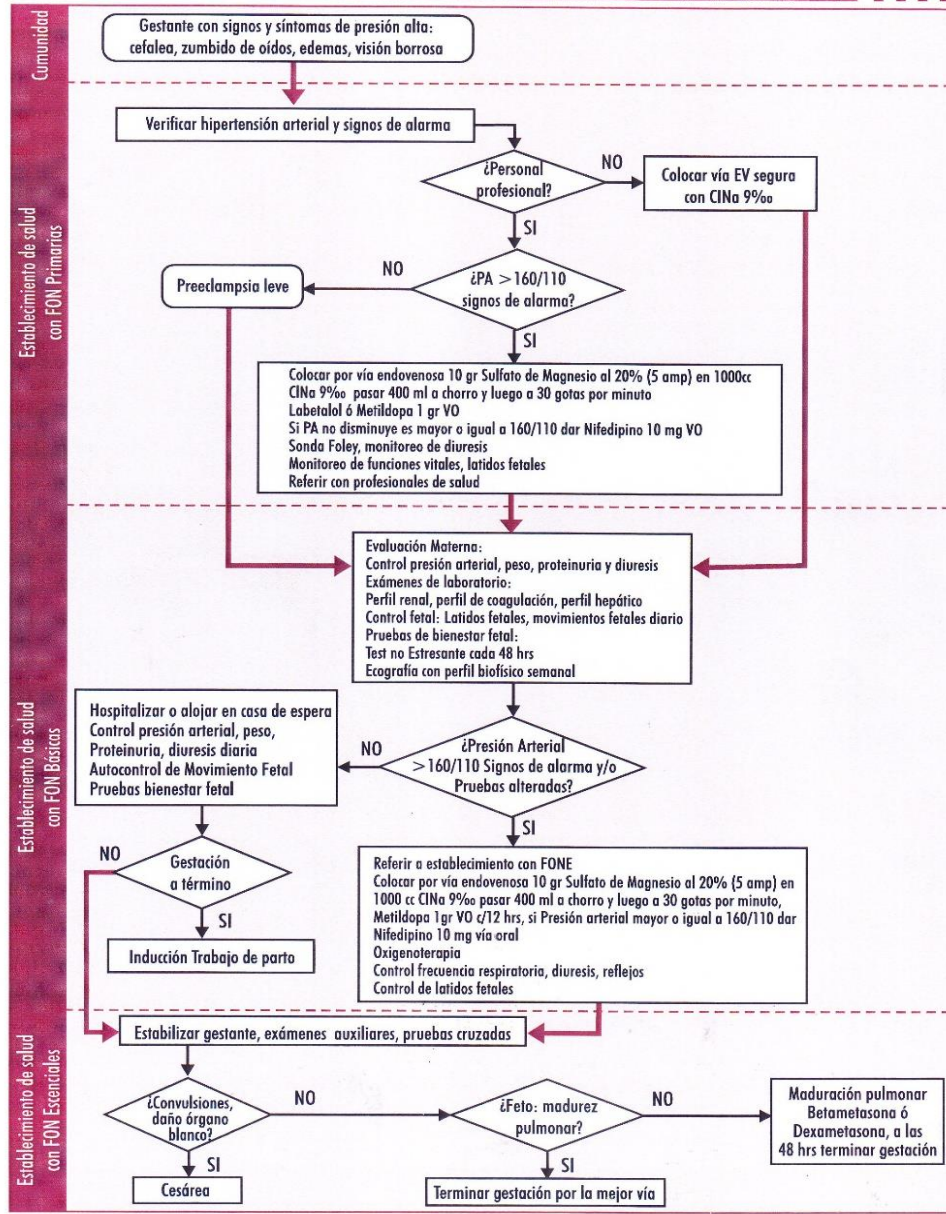 Cumunidad
Gestante con signos y síntomas de presión alta:
cefalea, zumbido de oídos, edemas, visión borrosa
Establecimiento de salud
con FON Primarias
Verificar hipertensión arterial y signos de alarma
¿Personal
profesional?
NO
Colocar vía EV segura
con ClNa 9‰
SI
¿PA > 160/110
signos de alarma?
NO
Preeclampsia leve
SI
Colocar por vía endovenosa 10 gr Sulfato de Magnesio al 20% (5 amp) en 1000cc
ClNa 9‰ pasar 400 ml a chorro y luego a 30 gotas por minuto
Labetalol ó Metildopa 1 gr VO
Si PA no disminuye es mayor o igual a 160/110 dar Nifedipino 10 mg VO
Sonda Foley, monitoreo de diuresis
Monitoreo de funciones vitales, latidos fetales
Referir con profesionales de salud
Establecimiento de salud
con FON Básicas
Evaluación Materna:
Control presión arterial, peso, proteinuria y diuresis
Exámenes de laboratorio:
Perfil renal, perfil de coagulación, perfil hepático
Control fetal: Latidos fetales, movimientos fetales diario
Pruebas de bienestar fetal:
Test no Estresante cada 48 hrs
Ecografía con perfil biofísico semanal
¿Presión Arterial
>160/110 Signos de alarma y/o
Pruebas alteradas?
NO
Hospitalizar o alojar en casa de espera
Control presión arterial, peso,
Proteinuria, diuresis diaria
Autocontrol de Movimiento Fetal
Pruebas bienestar fetal
Gestación
a término
NO
SI
Inducción Trabajo de parto
SI
Referir a establecimiento con FONE
Colocar por vía endovenosa 10 gr Sulfato de Magnesio al 20% (5 amp) en
1000 cc ClNa 9‰ pasar 400 ml a chorro y luego a 30 gotas por minuto,
Metildopa 1gr VO c/12 hrs, si Presión arterial mayor o igual a 160/110 dar
Nifedipino 10 mg vía oral
Oxigenoterapia
Control frecuencia respiratoria, diuresis, reflejos
Control de latidos fetales
Establecimiento de salud
con FON Escenciales
Estabilizar gestante, exámenes auxiliares, pruebas cruzadas
¿Convulsiones,
daño órgano
blanco?
SI
Cesárea
NO
¿Feto: madurez
pulmonar?
SI
Terminar gestación por la mejor vía
NO
Maduración pulmonar
Betametasona ó
Dexametasona, a las
48 hrs terminar gestación